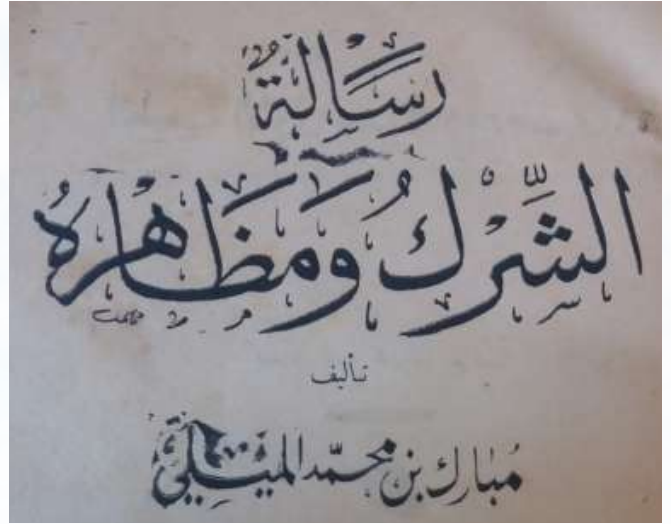 رسالة
الشرك ومظاهره
تأليف
مبارك بن محمد الميلي